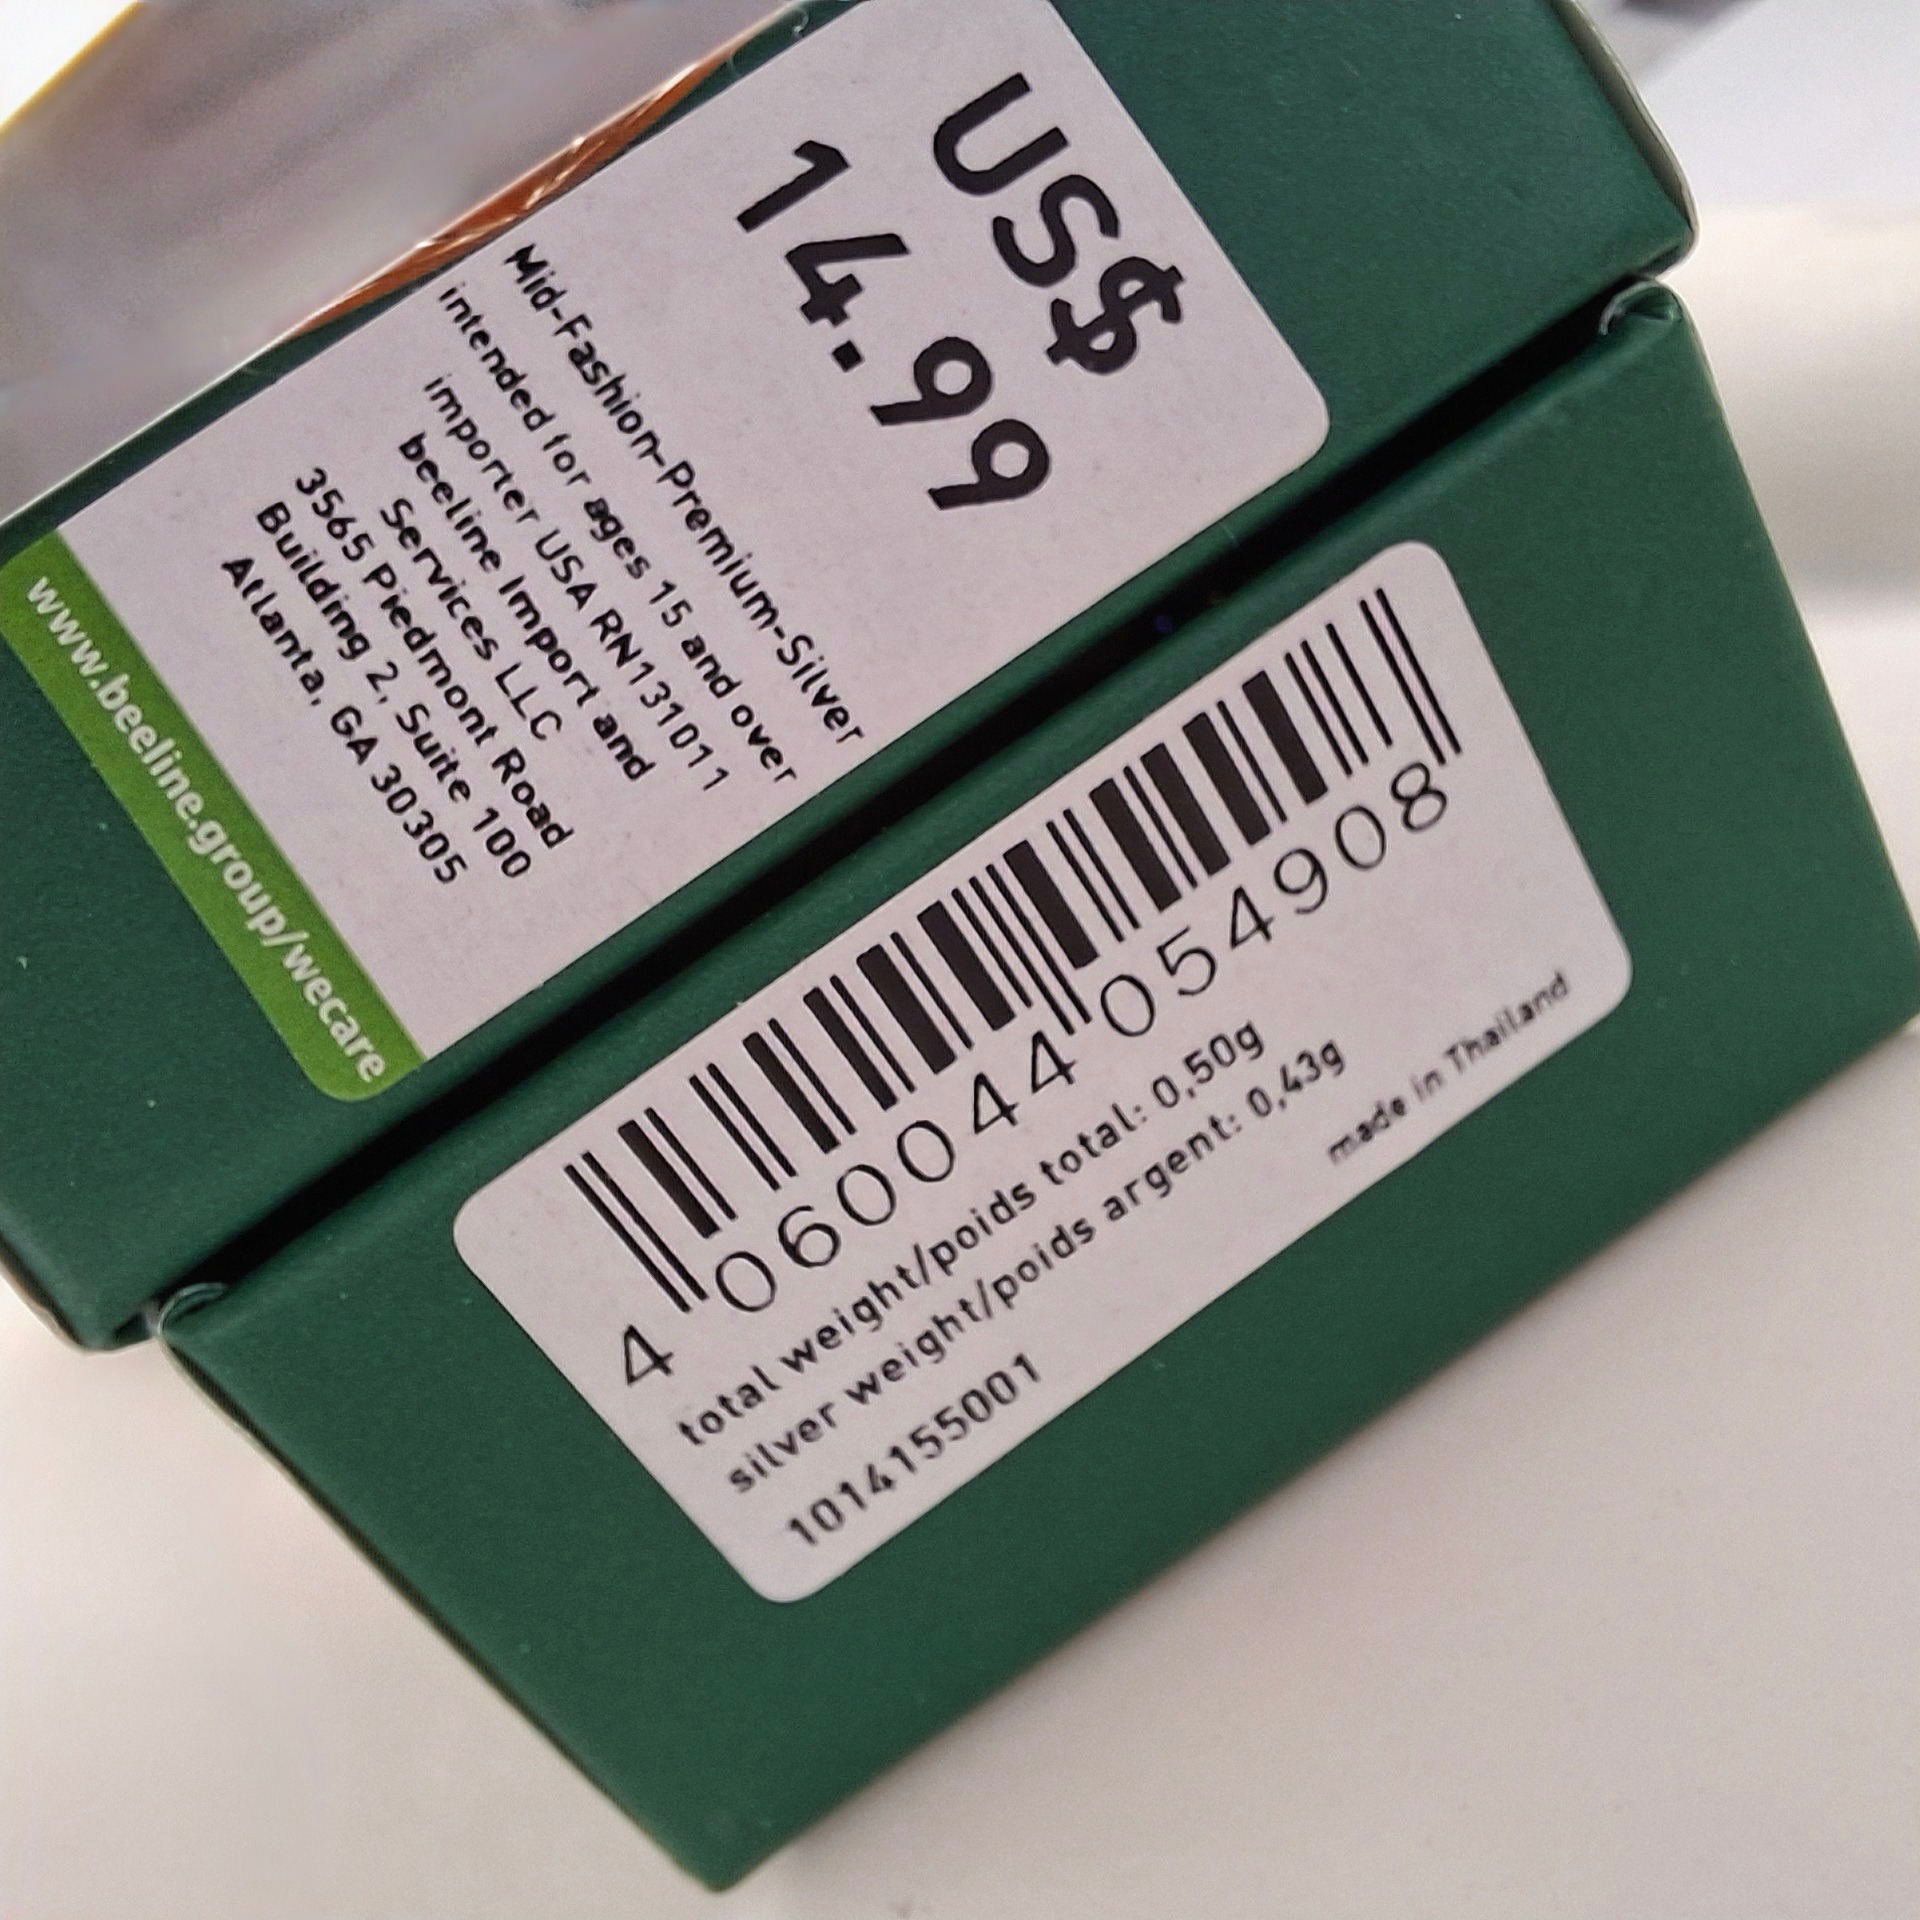 US$
14.99
Mid-Fashion-Premium-Silver
intended for ages 15 and over
importer USA RN131011
beeline Import and
Services LLC
3565 Piedmont Road
Building 2, Suite 100
Atlanta, GA 30305
www.beeline.group/wecare
4 060044 054908
total weight/poids total: 0,50g
silver weight/poids argent: 0,43g
made in Thailand
1014155001